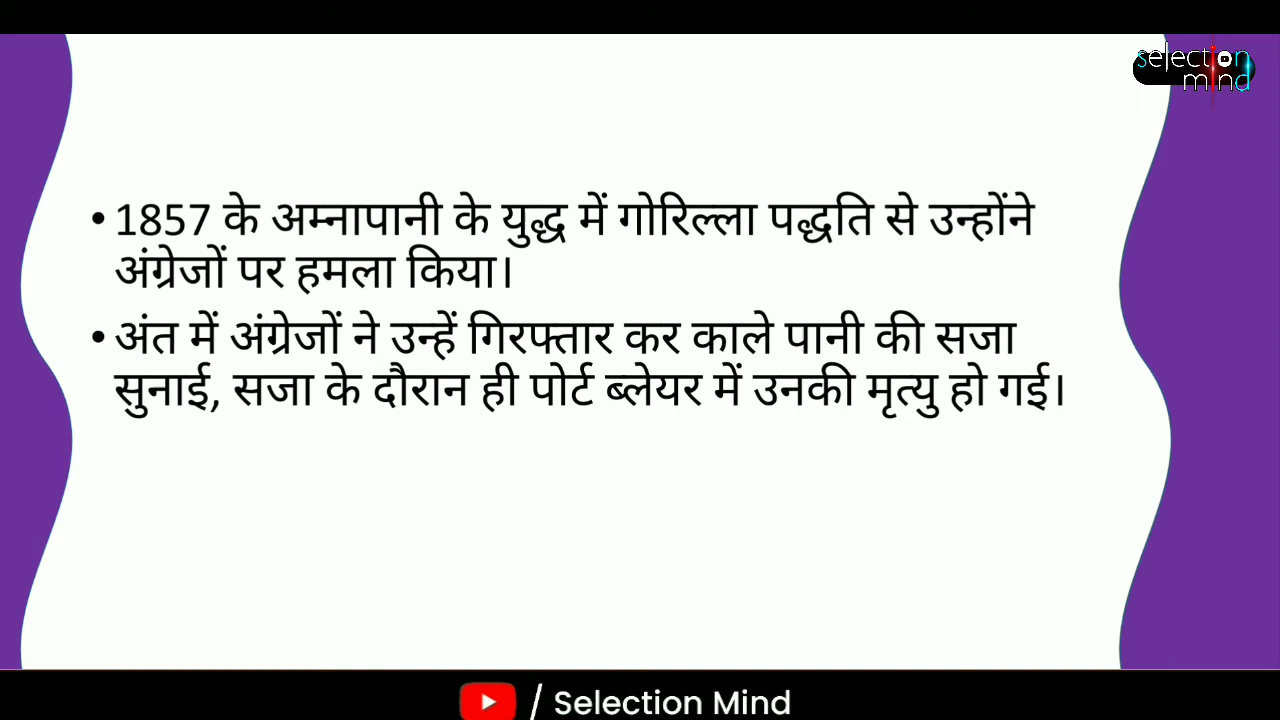 selection
mind
• 1857 के अम्नापानी के युद्ध में गोरिल्ला पद्धति से उन्होंने
अंग्रेजों पर हमला किया।
• अंत में अंग्रेजों ने उन्हें गिरफ्तार कर काले पानी की सजा
सुनाई, सजा के दौरान ही पोर्ट ब्लेयर में उनकी मृत्यु हो गई।
/ Selection Mind